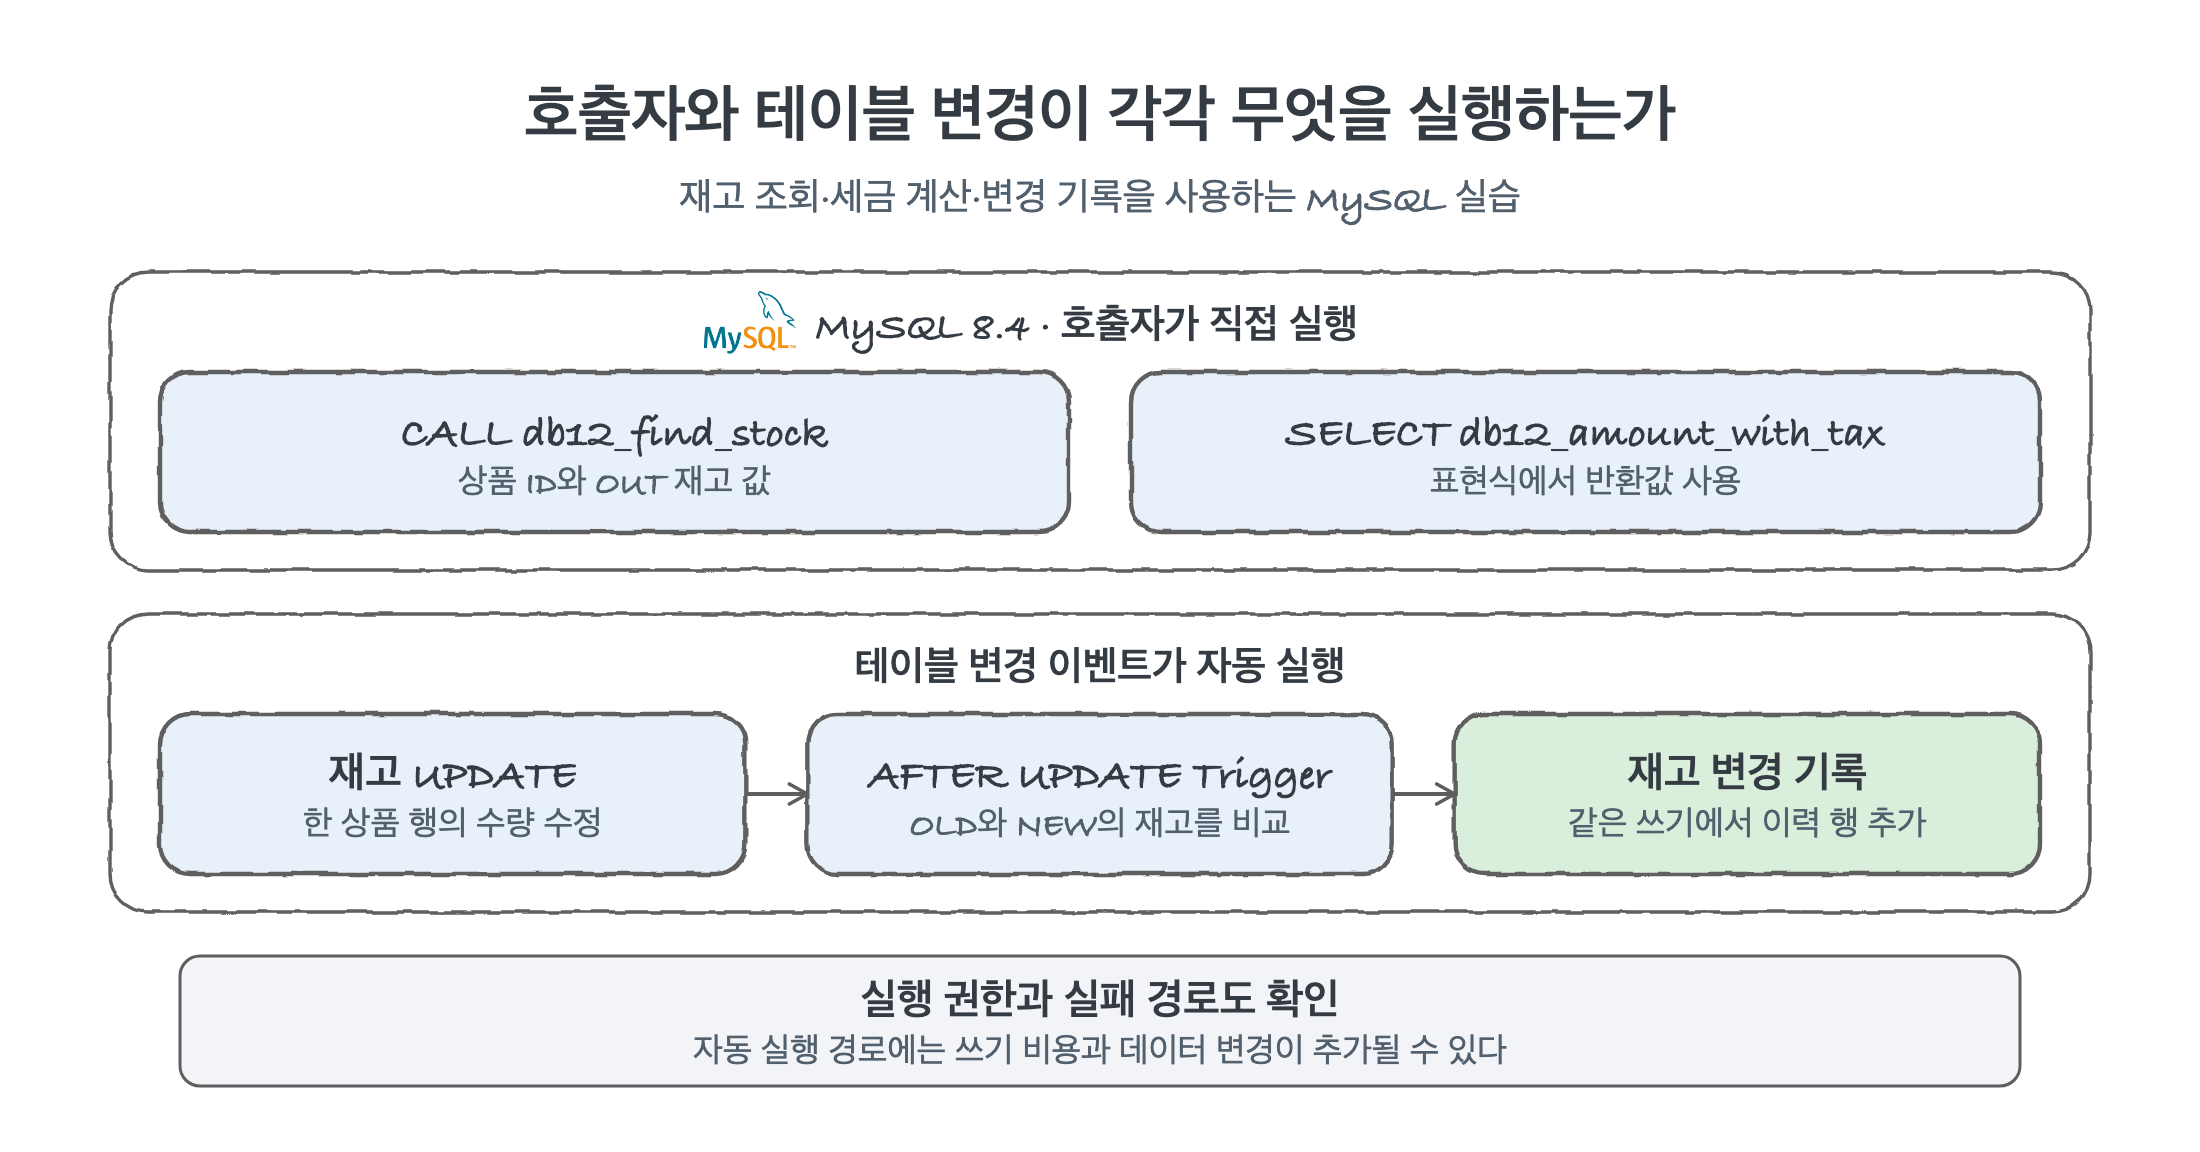 호출자와 테이블 변경이 각각 무엇을 실행하는가
재고 조회·세금 계산·변경 기록을 사용하는 MySQL 실습
MySQL™ MySQL 8.4 · 호출자가 직접 실행
CALL db12_find_stock
상품 ID와 OUT 재고 값
SELECT db12_amount_with_tax
표현식에서 반환값 사용
테이블 변경 이벤트가 자동 실행
재고 UPDATE
한 상품 행의 수량 수정
AFTER UPDATE Trigger
OLD와 NEW의 재고를 비교
재고 변경 기록
같은 쓰기에서 이력 행 추가
실행 권한과 실패 경로도 확인
자동 실행 경로에는 쓰기 비용과 데이터 변경이 추가될 수 있다